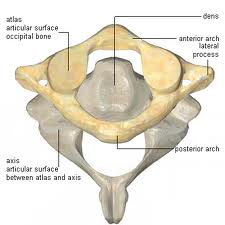 atlas
articular surface
occipital bone
dens
anterior arch
lateral
process
axis
articular surface
between atlas and axis
posterior arch